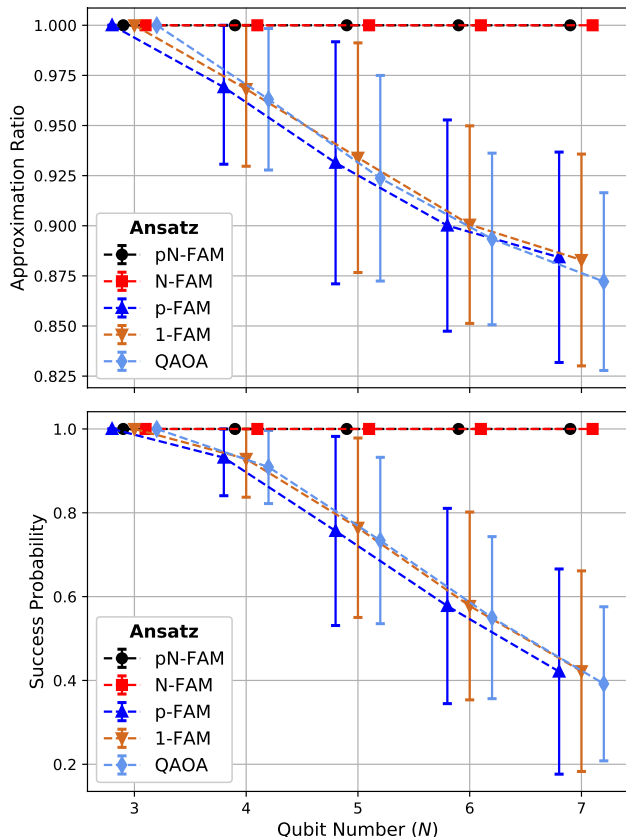 1.000
0.975
0.950
0.925
0.900
0.875
0.850
0.825
Approximation Ratio
Ansatz
pN-FAM
N-FAM
p-FAM
1-FAM
QAOA
1.0
0.8
0.6
0.4
0.2
Success Probability
Ansatz
pN-FAM
N-FAM
p-FAM
1-FAM
QAOA
3 4 5 6 7
Qubit Number (N)